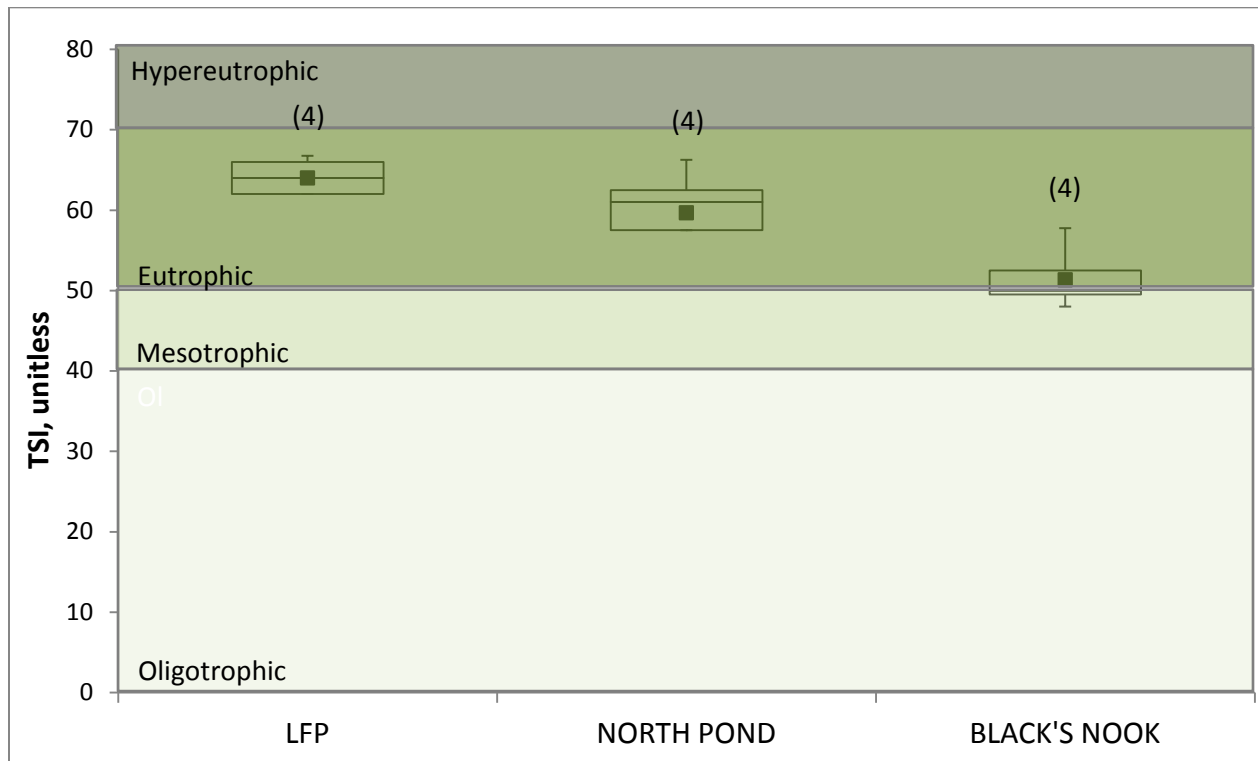 80
Hypereutrophic
(4)
(4)
70
(4)
60
Eutrophic
50
Mesotrophic
40
Ol
30
20
10
Oligotrophic
0
TSI, unitless
LFP
NORTH POND
BLACK'S NOOK